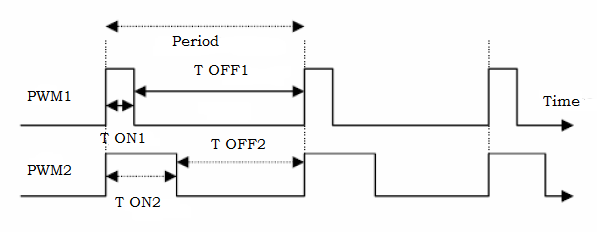 Period
T OFF1
PWM1
Time
T ON1
T OFF2
PWM2
T ON2